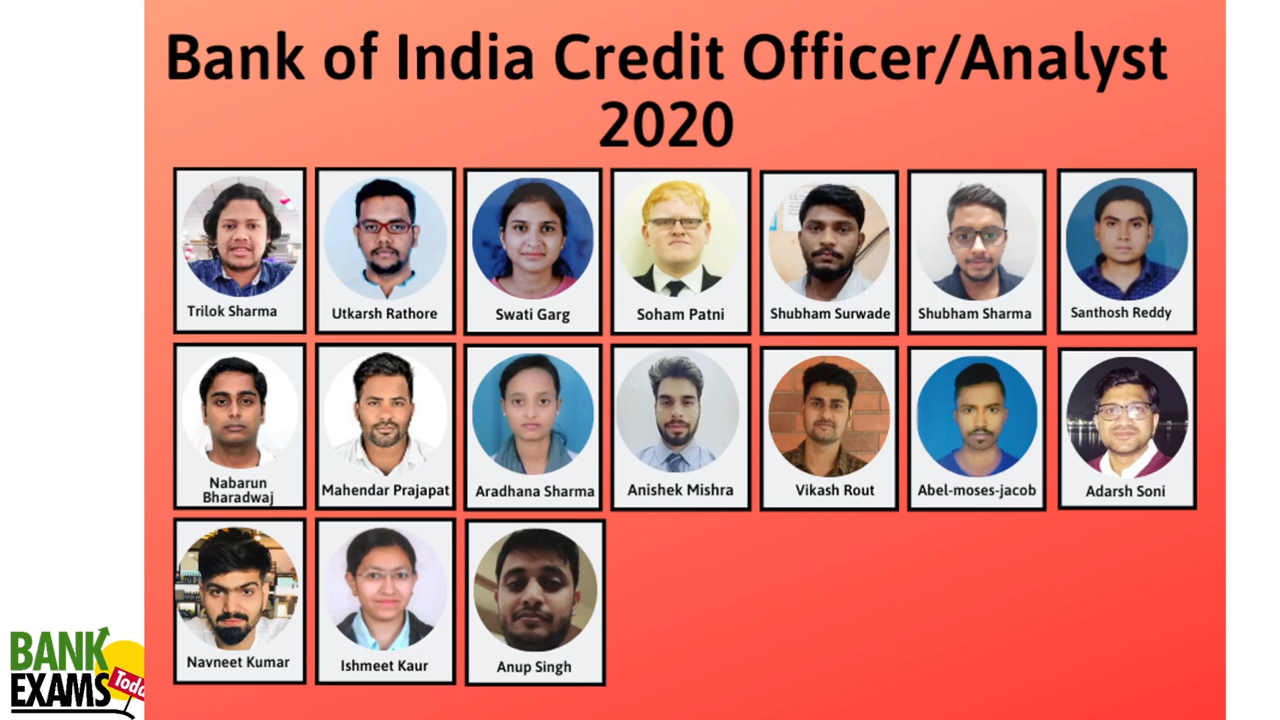 Bank of India Credit Officer/Analyst
2020
Trilok Sharma
Utkarsh Rathore
Swati Garg
Soham Patni
Shubham Surwade
Shubham Sharma
Santhosh Reddy
Nabarun
Bharadwaj
Mahendar Prajapat
Aradhana Sharma
Anishek Mishra
Vikash Rout
Abel-moses-jacob
Adarsh Soni
Navneet Kumar
Ishmeet Kaur
Anup Singh
BANK
EXAMS